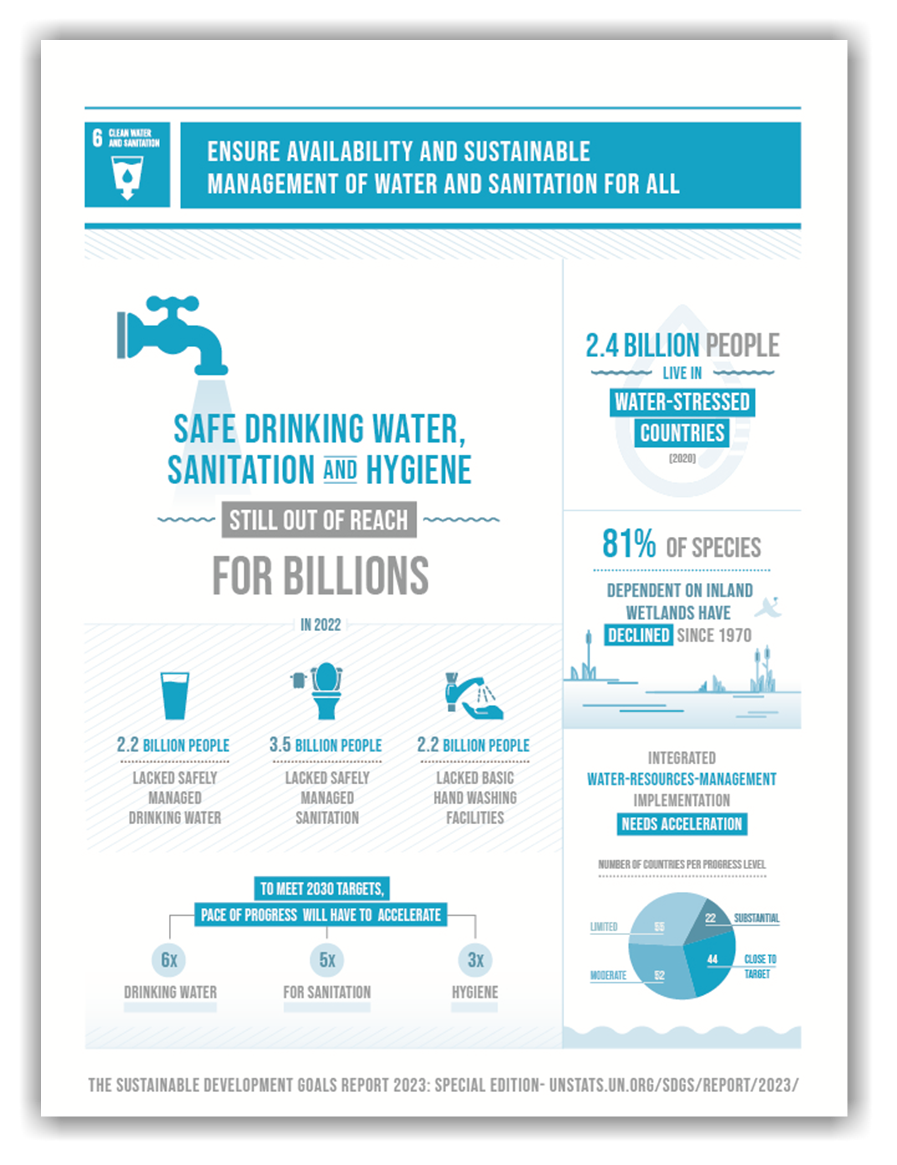 6 CLEAN WATER
AND SANITATION
ENSURE AVAILABILITY AND SUSTAINABLE
MANAGEMENT OF WATER AND SANITATION FOR ALL
SAFE DRINKING WATER,
SANITATION AND HYGIENE
STILL OUT OF REACH
FOR BILLIONS
IN 2022
2.2 BILLION PEOPLE
LACKED SAFELY
MANAGED
DRINKING WATER
3.5 BILLION PEOPLE
LACKED SAFELY
MANAGED
SANITATION
2.2 BILLION PEOPLE
LACKED BASIC
HAND WASHING
FACILITIES
TO MEET 2030 TARGETS,
PACE OF PROGRESS WILL HAVE TO ACCELERATE
6X
DRINKING WATER
5X
FOR SANITATION
3X
HYGIENE
2.4 BILLION PEOPLE
LIVE IN
WATER-STRESSED
COUNTRIES
(2020)
81% OF SPECIES
DEPENDENT ON INLAND
WETLANDS HAVE
DECLINED SINCE 1970
INTEGRATED
WATER-RESOURCES-MANAGEMENT
IMPLEMENTATION
NEEDS ACCELERATION
NUMBER OF COUNTRIES PER PROGRESS LEVEL
LIMITED 55
22 SUBSTANTIAL
MODERATE 52
44 CLOSE TO
TARGET
THE SUSTAINABLE DEVELOPMENT GOALS REPORT 2023: SPECIAL EDITION- UNSTATS.UN.ORG/SDGS/REPORT/2023/